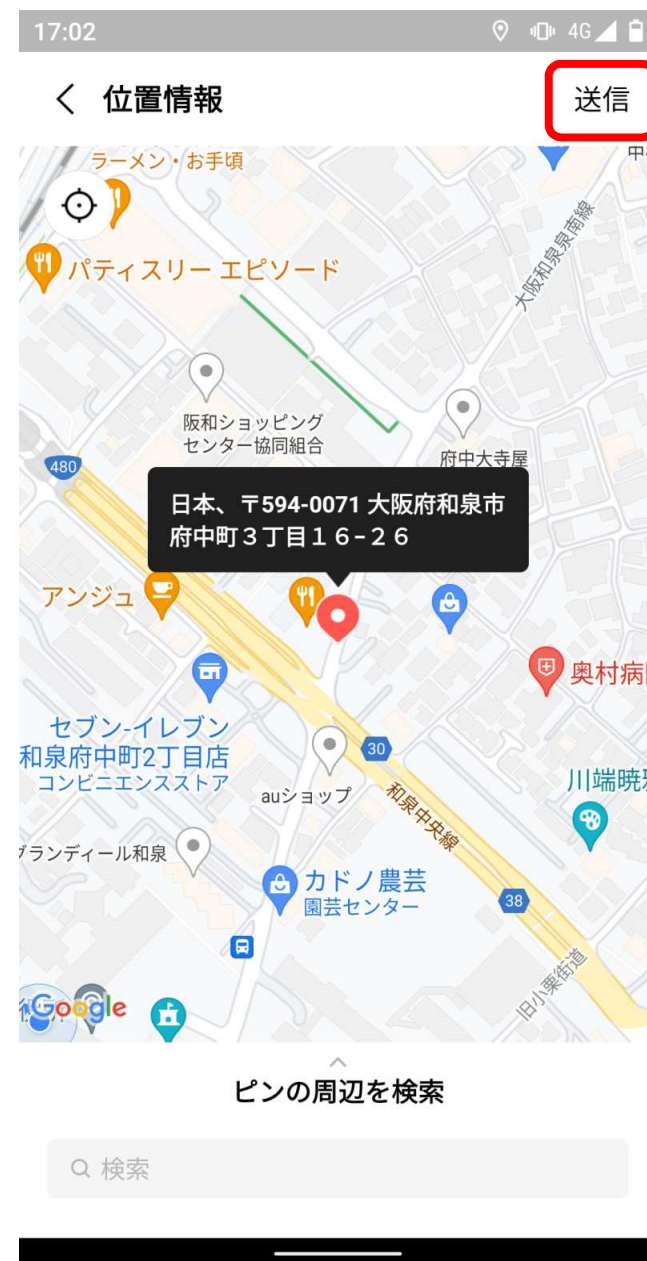 17:02
4G
位置情報
送信
ラーメン・お手頃
大阪和泉泉南線
パティスリー エピソード
阪和ショッピング
センター協同組合
府中大寺屋
480
日本、〒594-0071 大阪府和泉市
府中町３丁目１６−２６
アンジュ
奥村病
セブン-イレブン
和泉府中町2丁目店
コンビニエンスストア
30
auショップ
和泉中央線
川端暁
グランディール和泉
カドノ農芸
園芸センター
38
旧小栗街道
Google
ピンの周辺を検索
検索